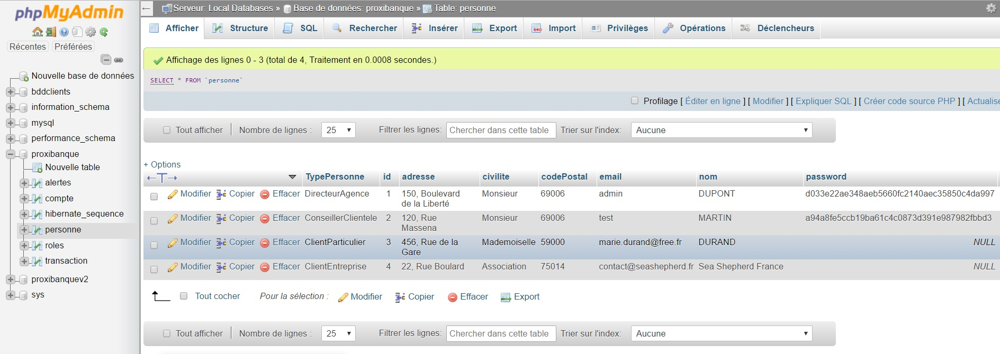 phpMyAdmin
Récentes Préférées
Nouvelle base de données
bddclients
information_schema
mysql
performance_schema
proxibanque
Nouvelle table
alertes
compte
hibernate_sequence
personne
roles
transaction
proxibanquev2
sys
Serveur: Local Databases » Base de données: proxibanque » Table: personne
Afficher Structure SQL Rechercher Insérer Export Import Privilèges Opérations Déclencheurs
Affichage des lignes 0 - 3 (total de 4, Traitement en 0.0008 secondes.)
SELECT * FROM `personne`
Profilage [ Éditer en ligne ] [ Modifier ] [ Expliquer SQL ] [ Créer code source PHP ] [ Actualise
Tout afficher Nombre de lignes : 25 Filtrer les lignes: Chercher dans cette table Trier sur l'index: Aucune
+ Options
←T→ TypePersonne id adresse civilite codePostal email nom password
Modifier Copier Effacer DirecteurAgence 1 150, Boulevard Monsieur 69006 admin DUPONT d033e22ae348aeb5660fc2140aec35850c4da997
de la Liberté
Modifier Copier Effacer ConseillerClientele 2 120, Rue Monsieur 69006 test MARTIN a94a8fe5ccb19ba61c4c0873d391e987982fbbd3
Massena
Modifier Copier Effacer ClientParticulier 3 456, Rue de la Mademoiselle 59000 marie.durand@free.fr DURAND NULL
Gare
Modifier Copier Effacer ClientEntreprise 4 22, Rue Boulard Association 75014 contact@seashepherd.fr Sea Shepherd France NULL
Tout cocher Pour la sélection : Modifier Copier Effacer Export
Tout afficher Nombre de lignes : 25 Filtrer les lignes: Chercher dans cette table Trier sur l'index: Aucune